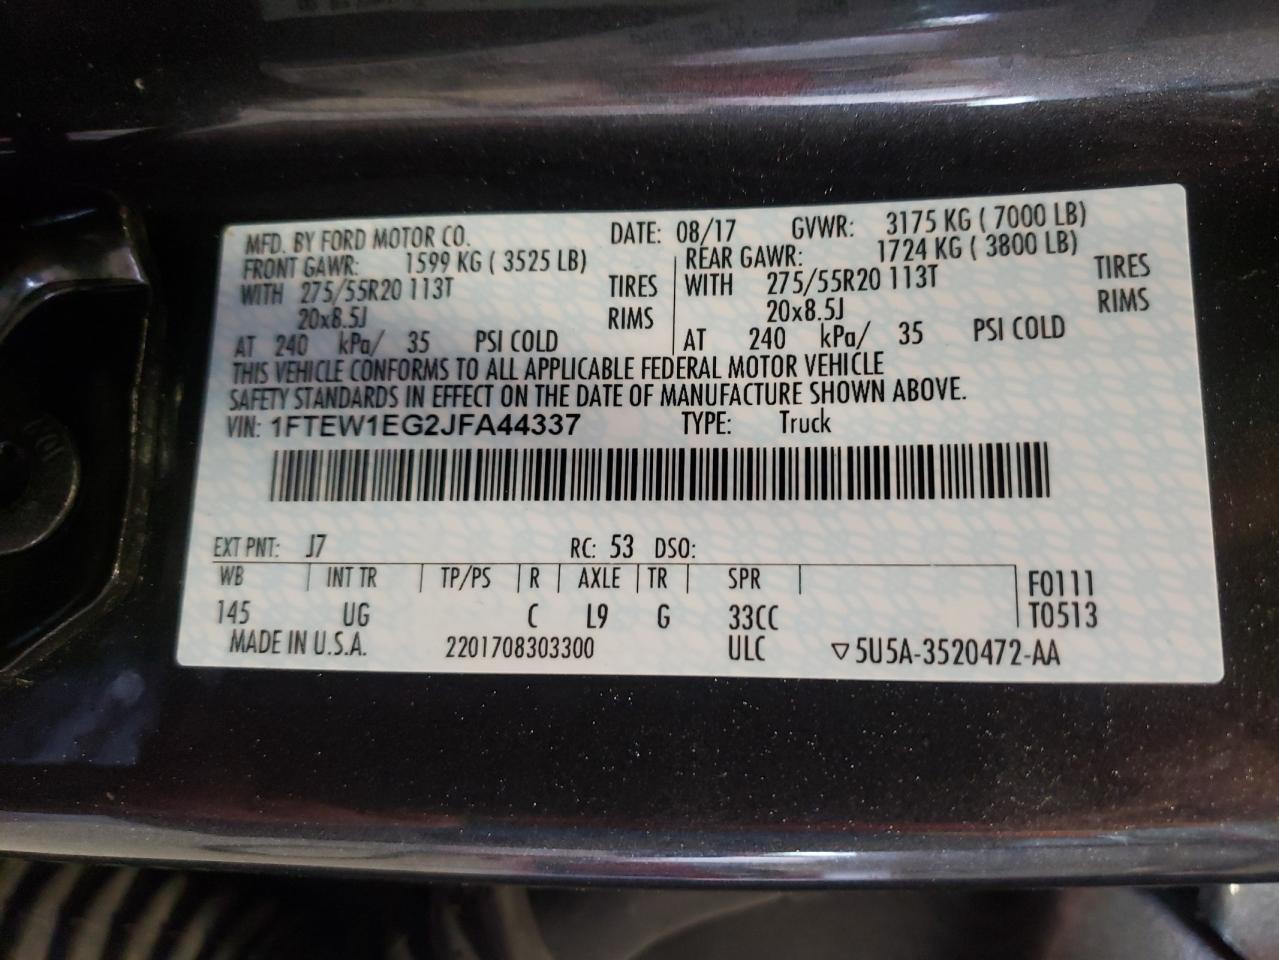 MFD. BY FORD MOTOR CO. DATE: 08/17 GVWR: 3175 KG ( 7000 LB)
FRONT GAWR: 1599 KG ( 3525 LB) REAR GAWR: 1724 KG ( 3800 LB)
WITH 275/55R20 113T TIRES WITH 275/55R20 113T TIRES
20x8.5J RIMS 20x8.5J RIMS
AT 240 kPa/ 35 PSI COLD AT 240 kPa/ 35 PSI COLD
THIS VEHICLE CONFORMS TO ALL APPLICABLE FEDERAL MOTOR VEHICLE
SAFETY STANDARDS IN EFFECT ON THE DATE OF MANUFACTURE SHOWN ABOVE.
VIN: 1FTEW1EG2JFA44337 TYPE: Truck
EXT PNT: J7 RC: 53 DSO:
WB INT TR TP/PS R AXLE TR SPR F0111
145 UG C L9 G 33CC T0513
MADE IN U.S.A. 2201708303300 ULC ▽5U5A-3520472-AA